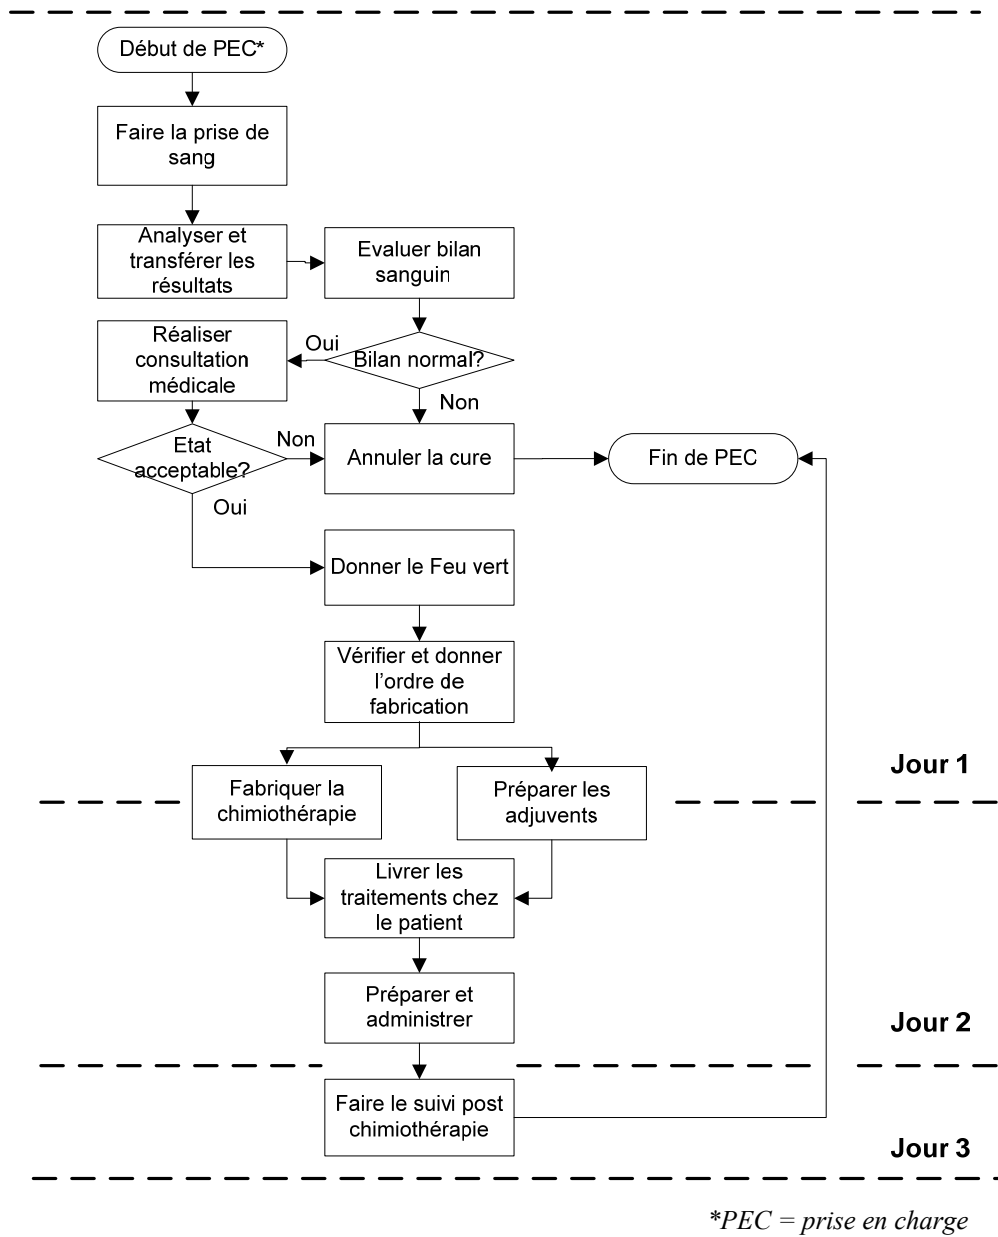 Début de PEC*
Faire la prise de
sang
Analyser et
transférer les
résultats
Evaluer bilan
sanguin
Réaliser
consultation
médicale
Oui
Bilan normal?
Non
Etat
acceptable?
Non
Annuler la cure
Fin de PEC
Oui
Donner le Feu vert
Vérifier et donner
l'ordre de
fabrication
Jour 1
Fabriquer la
chimiothérapie
Préparer les
adjuvents
Livrer les
traitements chez
le patient
Préparer et
administrer
Jour 2
Faire le suivi post
chimiothérapie
Jour 3
*PEC = prise en charge